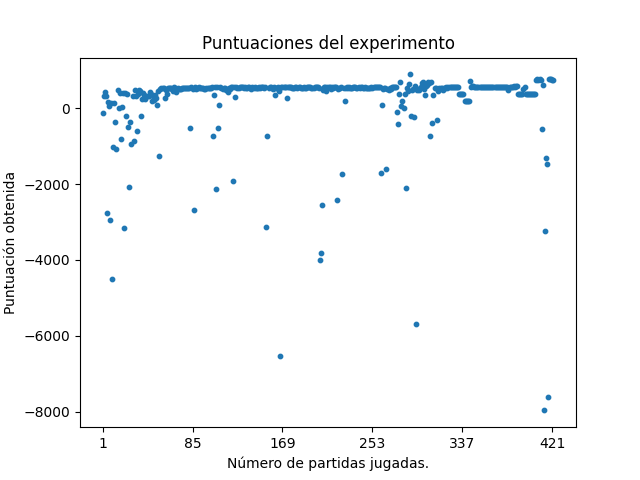 Puntuaciones del experimento
Puntuación obtenida
0
−2000
−4000
−6000
−8000
1 85 169 253 337 421
Número de partidas jugadas.